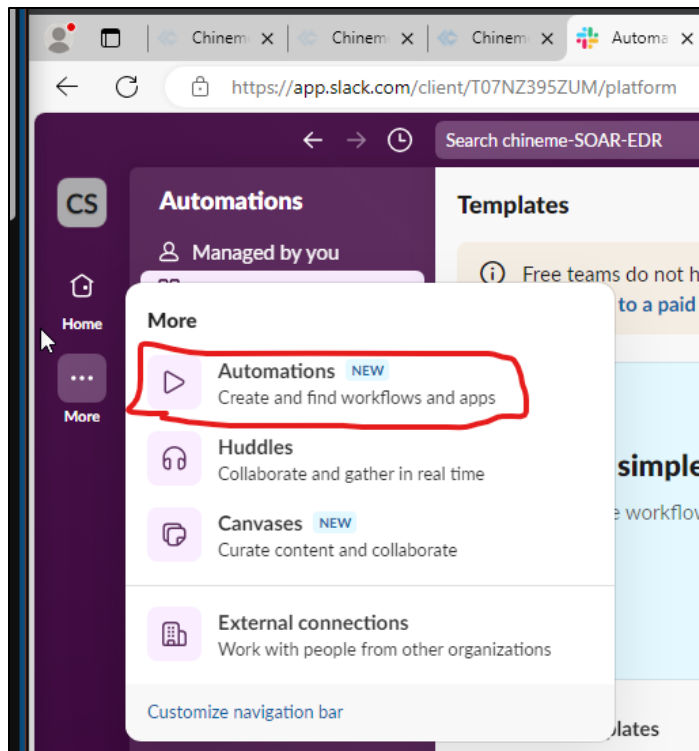 Chinem
Chinem
Chinem
Automa
https://app.slack.com/client/T07NZ395ZUM/platform
Search chineme-SOAR-EDR
CS
Home
More
Automations
Managed by you
Templates
Free teams do not h
to a paid
More
Automations NEW
Create and find workflows and apps
Huddles
Collaborate and gather in real time
Canvases NEW
Curate content and collaborate
External connections
Work with people from other organizations
Customize navigation bar
simple
workflow
plates